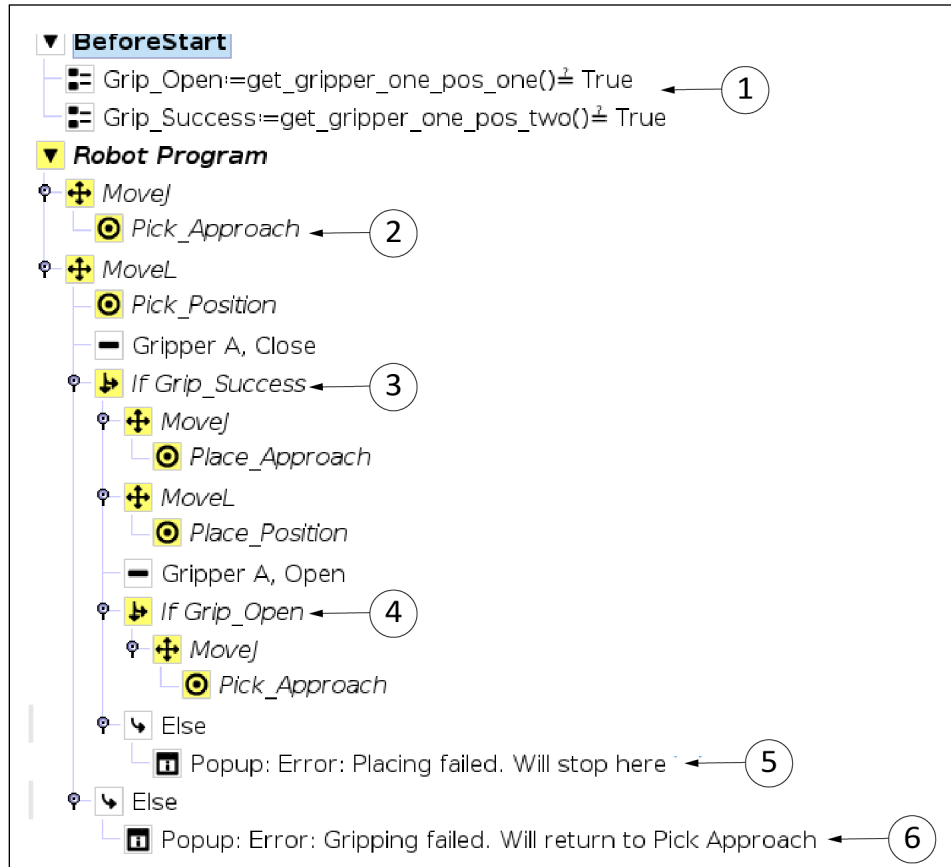 BeforeStart
Grip_Open:=get_gripper_one_pos_one()≟ True
1
Grip_Success:=get_gripper_one_pos_two()≟ True
Robot Program
MoveJ
Pick_Approach
2
MoveL
Pick_Position
Gripper A, Close
If Grip_Success
3
MoveJ
Place_Approach
MoveL
Place_Position
Gripper A, Open
If Grip_Open
4
MoveJ
Pick_Approach
Else
Popup: Error: Placing failed. Will stop here
5
Else
Popup: Error: Gripping failed. Will return to Pick Approach
6